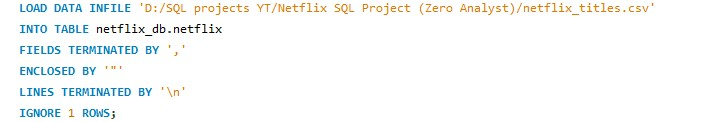 LOAD DATA INFILE 'D:/SQL projects YT/Netflix SQL Project (Zero Analyst)/netflix_titles.csv'
INTO TABLE netflix_db.netflix
FIELDS TERMINATED BY ','
ENCLOSED BY '"'
LINES TERMINATED BY '\n'
IGNORE 1 ROWS;